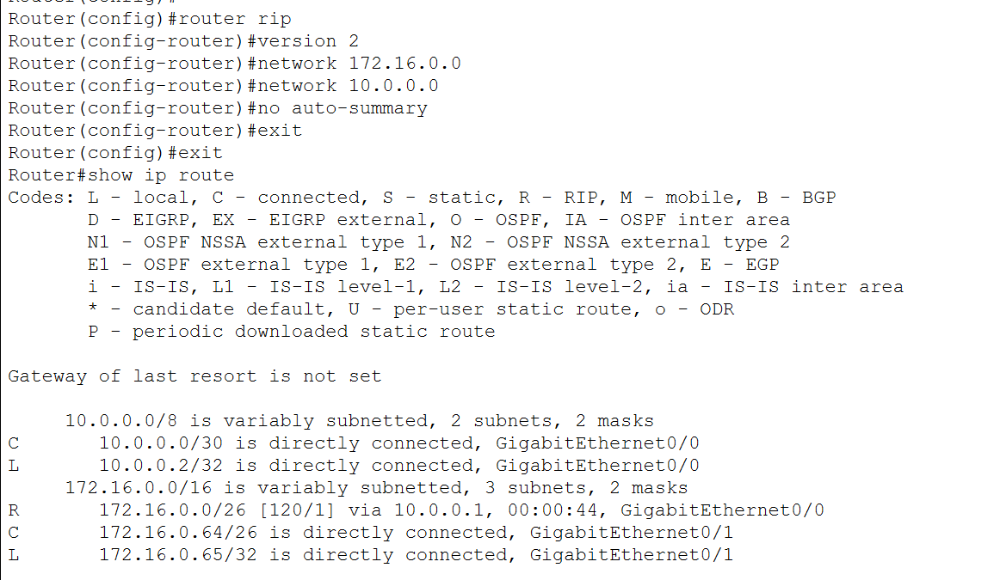 Router(config)#
Router(config)#router rip
Router(config-router)#version 2
Router(config-router)#network 172.16.0.0
Router(config-router)#network 10.0.0.0
Router(config-router)#no auto-summary
Router(config-router)#exit
Router(config)#exit
Router#show ip route
Codes: L - local, C - connected, S - static, R - RIP, M - mobile, B - BGP
       D - EIGRP, EX - EIGRP external, O - OSPF, IA - OSPF inter area
       N1 - OSPF NSSA external type 1, N2 - OSPF NSSA external type 2
       E1 - OSPF external type 1, E2 - OSPF external type 2, E - EGP
       i - IS-IS, L1 - IS-IS level-1, L2 - IS-IS level-2, ia - IS-IS inter area
       * - candidate default, U - per-user static route, o - ODR
       P - periodic downloaded static route

Gateway of last resort is not set

     10.0.0.0/8 is variably subnetted, 2 subnets, 2 masks
C       10.0.0.0/30 is directly connected, GigabitEthernet0/0
L       10.0.0.2/32 is directly connected, GigabitEthernet0/0
     172.16.0.0/16 is variably subnetted, 3 subnets, 2 masks
R       172.16.0.0/26 [120/1] via 10.0.0.1, 00:00:44, GigabitEthernet0/0
C       172.16.0.64/26 is directly connected, GigabitEthernet0/1
L       172.16.0.65/32 is directly connected, GigabitEthernet0/1